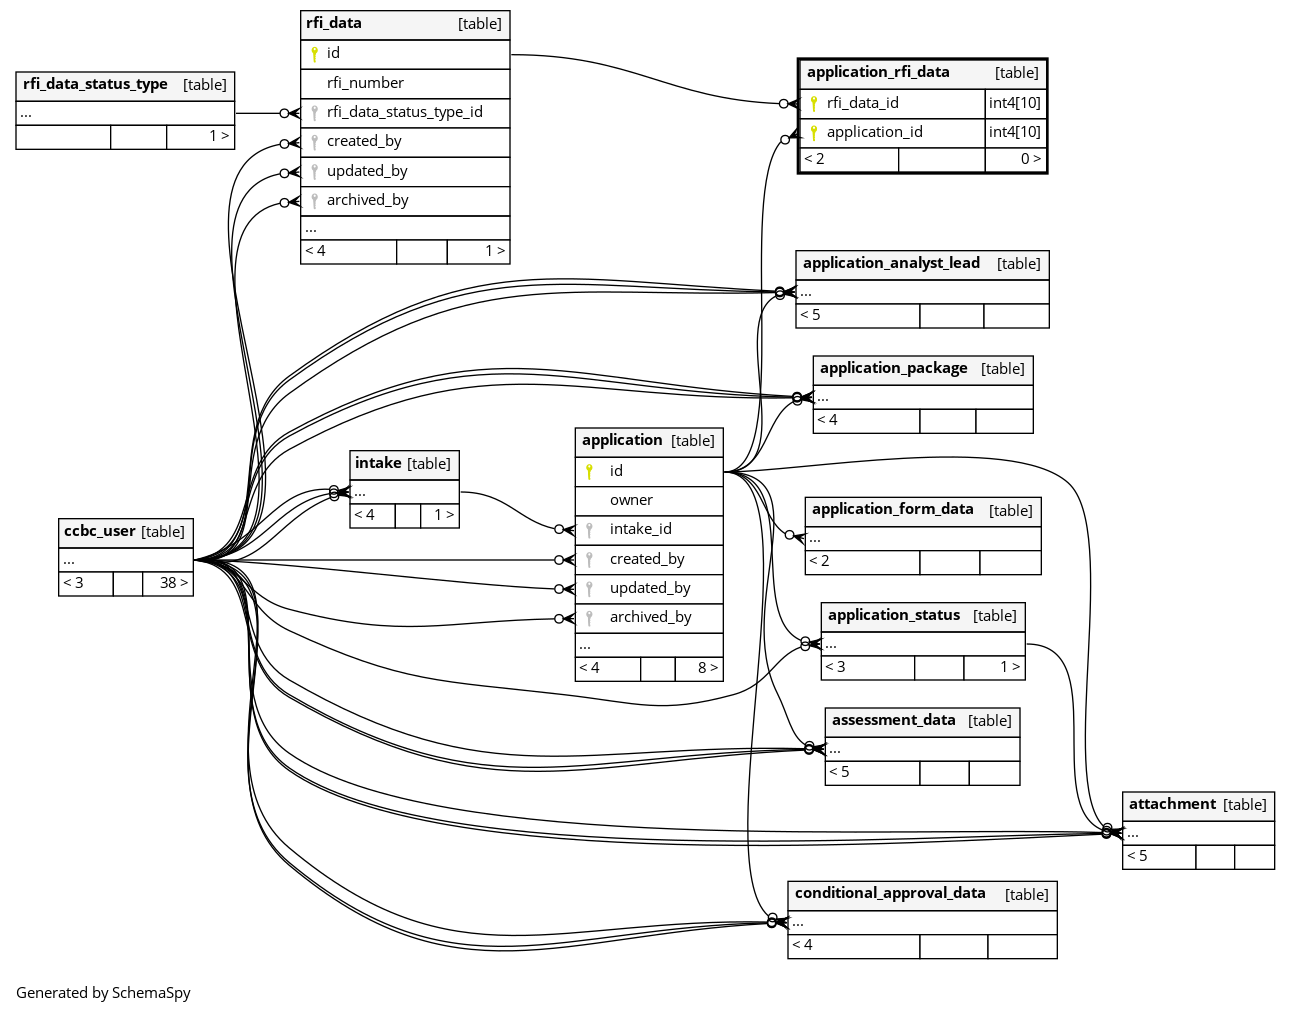 rfi_data [table]
id
rfi_number
rfi_data_status_type_id
created_by
updated_by
archived_by
...
< 4 1 >
rfi_data_status_type [table]
...
1 >
application_rfi_data [table]
rfi_data_id int4[10]
application_id int4[10]
< 2 0 >
application_analyst_lead [table]
...
< 5
application_package [table]
...
< 4
application [table]
id
owner
intake_id
created_by
updated_by
archived_by
...
< 4 8 >
intake [table]
...
< 4 1 >
ccbc_user [table]
...
< 3 38 >
application_form_data [table]
...
< 2
application_status [table]
...
< 3 1 >
assessment_data [table]
...
< 5
attachment [table]
...
< 5
conditional_approval_data [table]
...
< 4
Generated by SchemaSpy